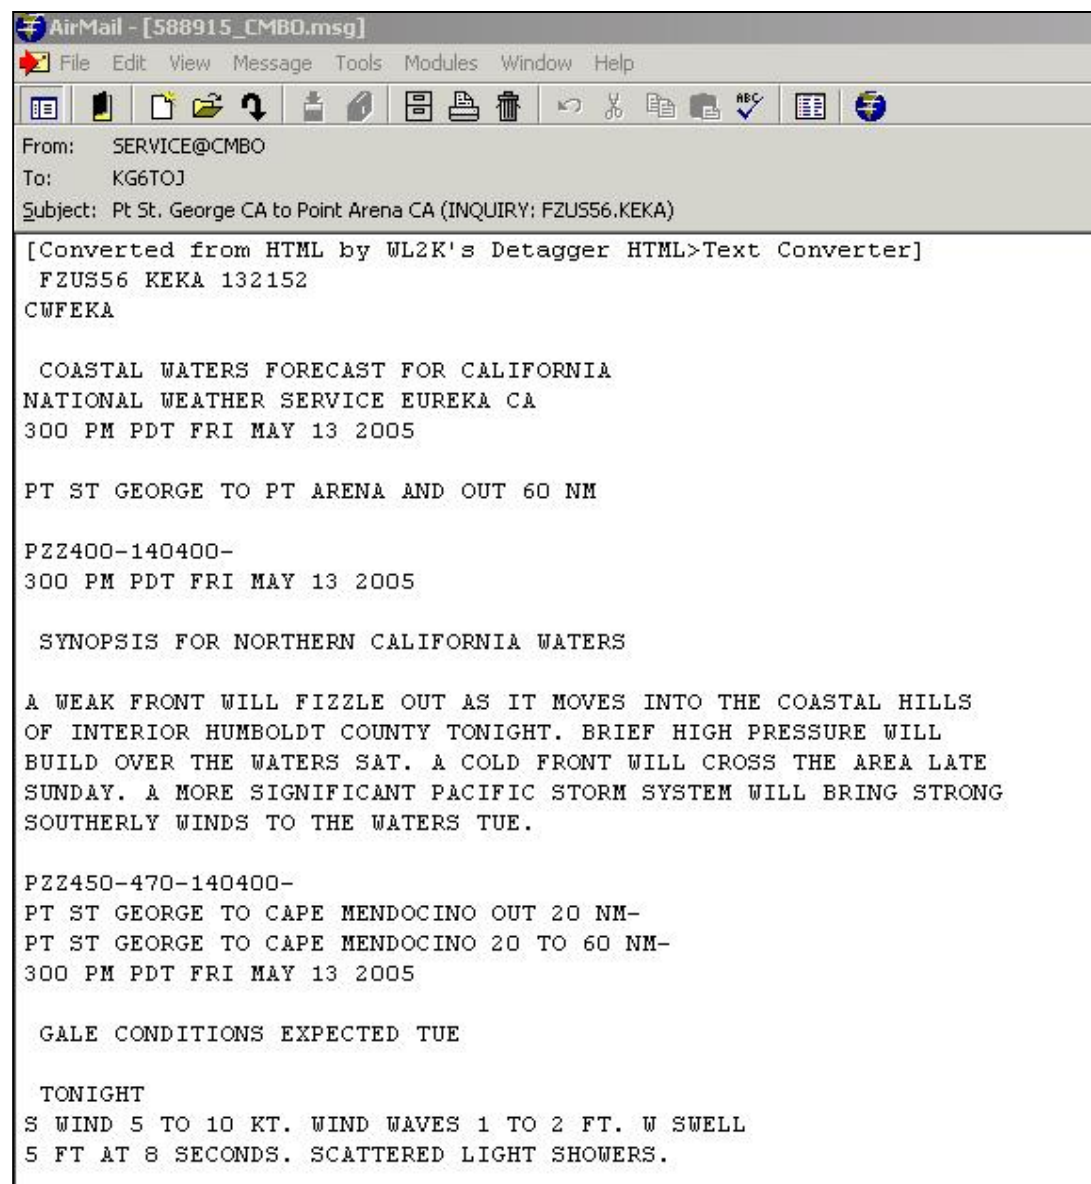 AirMail - [588915_CMBO.msg]
File Edit View Message Tools Modules Window Help
ABC
From: SERVICE@CMBO
To: KG6TOJ
Subject: Pt St. George CA to Point Arena CA (INQUIRY: FZUS56.KEKA)
[Converted from HTML by WL2K's Detagger HTML>Text Converter]
FZUS56 KEKA 132152
CWFEKA
COASTAL WATERS FORECAST FOR CALIFORNIA
NATIONAL WEATHER SERVICE EUREKA CA
300 PM PDT FRI MAY 13 2005
PT ST GEORGE TO PT ARENA AND OUT 60 NM
PZZ400-140400-
300 PM PDT FRI MAY 13 2005
SYNOPSIS FOR NORTHERN CALIFORNIA WATERS
A WEAK FRONT WILL FIZZLE OUT AS IT MOVES INTO THE COASTAL HILLS
OF INTERIOR HUMBOLDT COUNTY TONIGHT. BRIEF HIGH PRESSURE WILL
BUILD OVER THE WATERS SAT. A COLD FRONT WILL CROSS THE AREA LATE
SUNDAY. A MORE SIGNIFICANT PACIFIC STORM SYSTEM WILL BRING STRONG
SOUTHERLY WINDS TO THE WATERS TUE.
PZZ450-470-140400-
PT ST GEORGE TO CAPE MENDOCINO OUT 20 NM-
PT ST GEORGE TO CAPE MENDOCINO 20 TO 60 NM-
300 PM PDT FRI MAY 13 2005
GALE CONDITIONS EXPECTED TUE
TONIGHT
S WIND 5 TO 10 KT. WIND WAVES 1 TO 2 FT. W SWELL
5 FT AT 8 SECONDS. SCATTERED LIGHT SHOWERS.